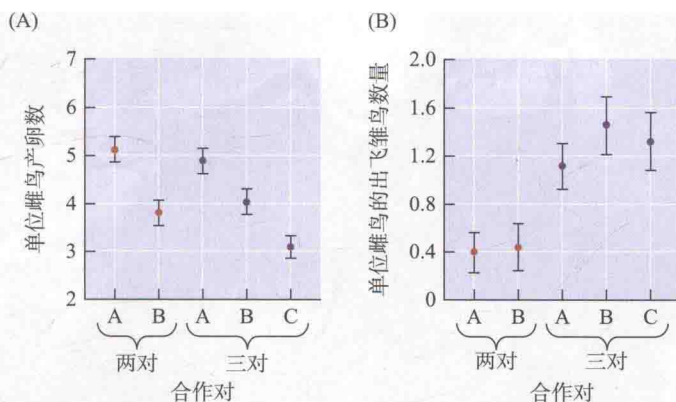 (A)
单位雌鸟产卵数
7
6
5
4
3
2
A B A B C
两对 三对
合作对
(B)
单位雌鸟的出飞雏鸟数量
2.0
1.6
1.2
0.8
0.4
0
A B A B C
两对 三对
合作对